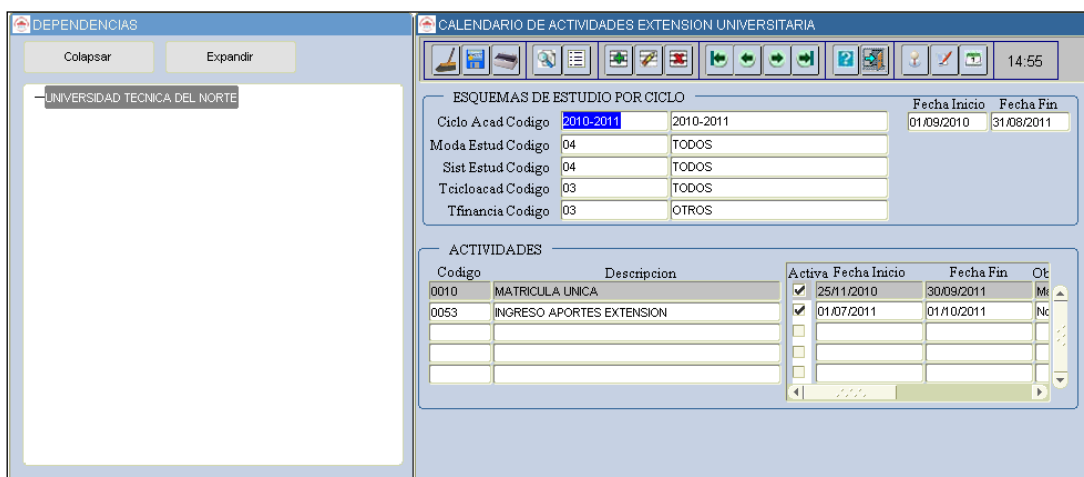 DEPENDENCIAS
Colapsar Expandir
UNIVERSIDAD TECNICA DEL NORTE
CALENDARIO DE ACTIVIDADES EXTENSION UNIVERSITARIA
14:55
ESQUEMAS DE ESTUDIO POR CICLO
Fecha Inicio Fecha Fin
Ciclo Acad Codigo 2010-2011 2010-2011 01/09/2010 31/08/2011
Moda Estud Codigo 04 TODOS
Sist Estud Codigo 04 TODOS
Tcicloacad Codigo 03 TODOS
Tfinancia Codigo 03 OTROS
ACTIVIDADES
Codigo Descripcion Activa Fecha Inicio Fecha Fin
0010 MATRICULA UNICA 25/11/2010 30/09/2011
0053 INGRESO APORTES EXTENSION 01/07/2011 01/10/2011 No